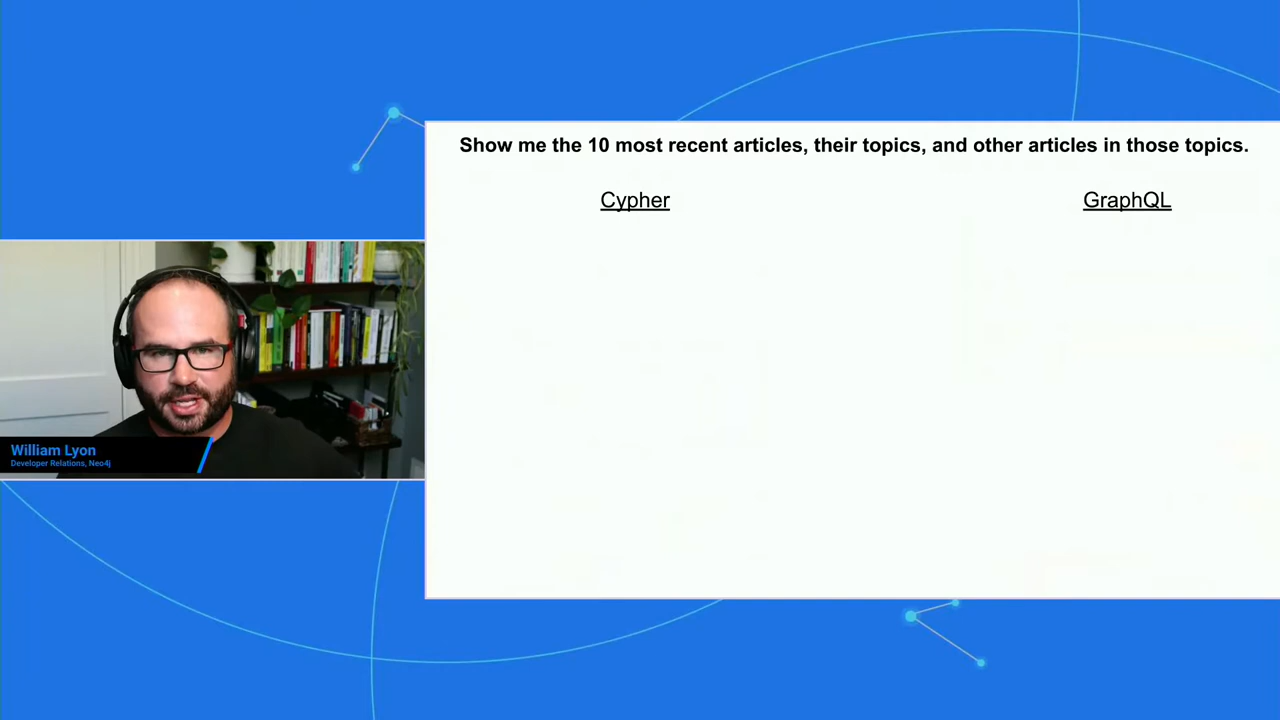 Show me the 10 most recent articles, their topics, and other articles in those topics.
Cypher
GraphQL
William Lyon
Developer Relations, Neo4j